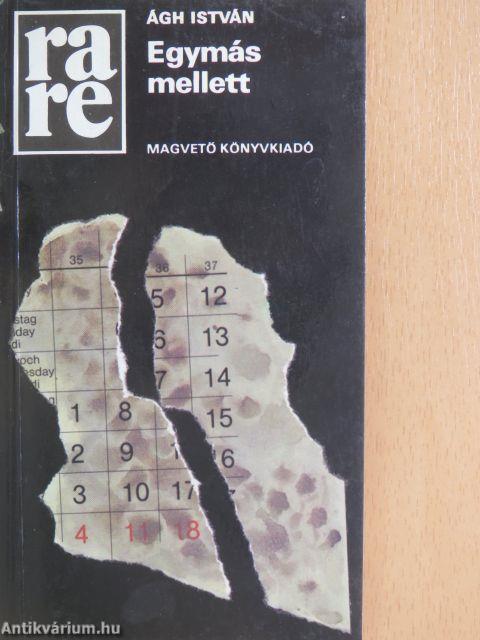 ra
re
ÁGH ISTVÁN
Egymás
mellett
MAGVETŐ KÖNYVKIADÓ
35
36 37
5 12
6 13
7 14
1 8 15
2 9 16
3 10 17
4 11 18
Antikvárium.hu